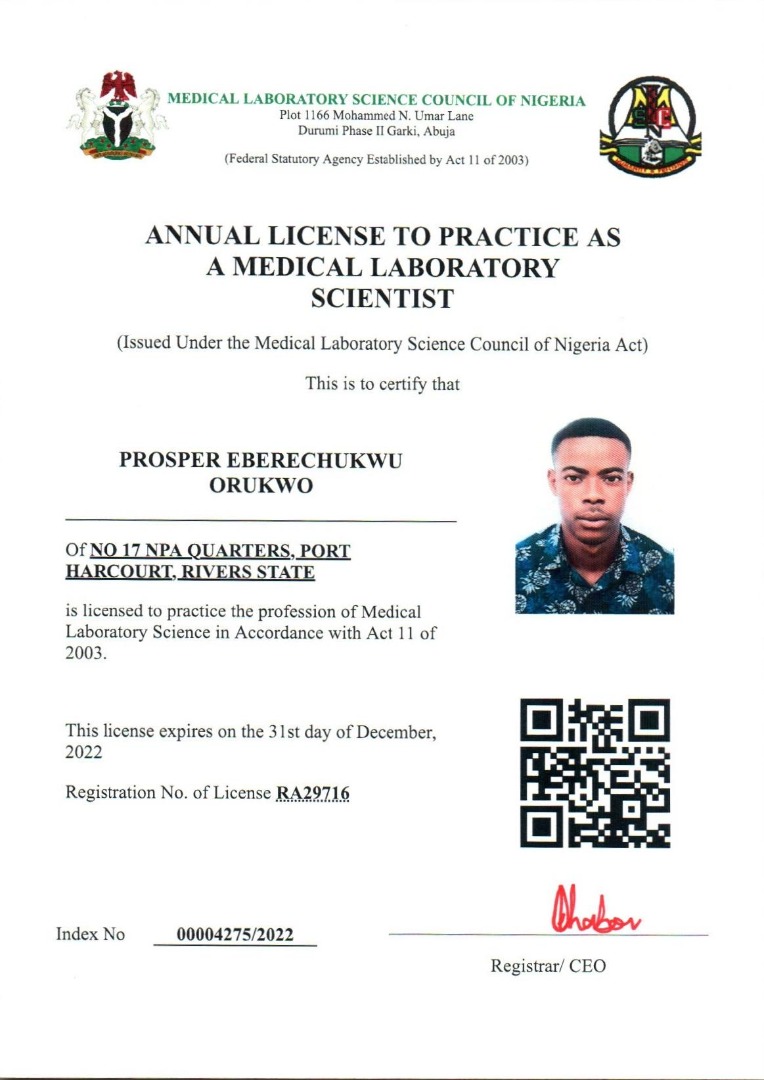 MEDICAL LABORATORY SCIENCE COUNCIL OF NIGERIA
Plot 1166 Mohammed N. Umar Lane
Durumi Phase II Garki, Abuja
(Federal Statutory Agency Established by Act 11 of 2003)
ANNUAL LICENSE TO PRACTICE AS
A MEDICAL LABORATORY
SCIENTIST
(Issued Under the Medical Laboratory Science Council of Nigeria Act)
This is to certify that
PROSPER EBERECHUKWU
ORUKWO
Of NO 17 NPA QUARTERS, PORT
HARCOURT, RIVERS STATE
is licensed to practice the profession of Medical
Laboratory Science in Accordance with Act 11 of
2003.
This license expires on the 31st day of December,
2022
Registration No. of License RA29716
Index No 00004275/2022
Registrar/ CEO